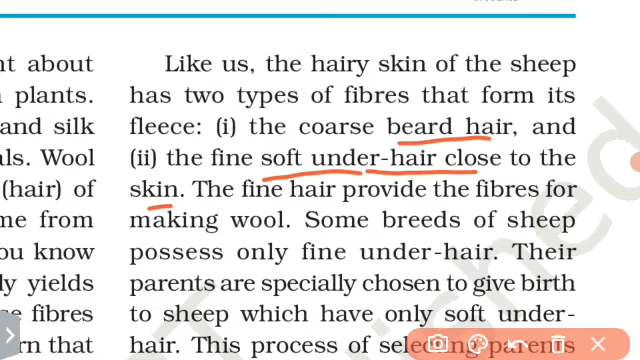 nt about
n plants.
and silk
als. Wool
(hair) of
me from
ou know
ly yields
se fibres
rn that
Like us, the hairy skin of the sheep
has two types of fibres that form its
fleece: (i) the coarse beard hair, and
(ii) the fine soft under-hair close to the
skin. The fine hair provide the fibres for
making wool. Some breeds of sheep
possess only fine under-hair. Their
parents are specially chosen to give birth
to sheep which have only soft under-
hair. This process of selecting parents